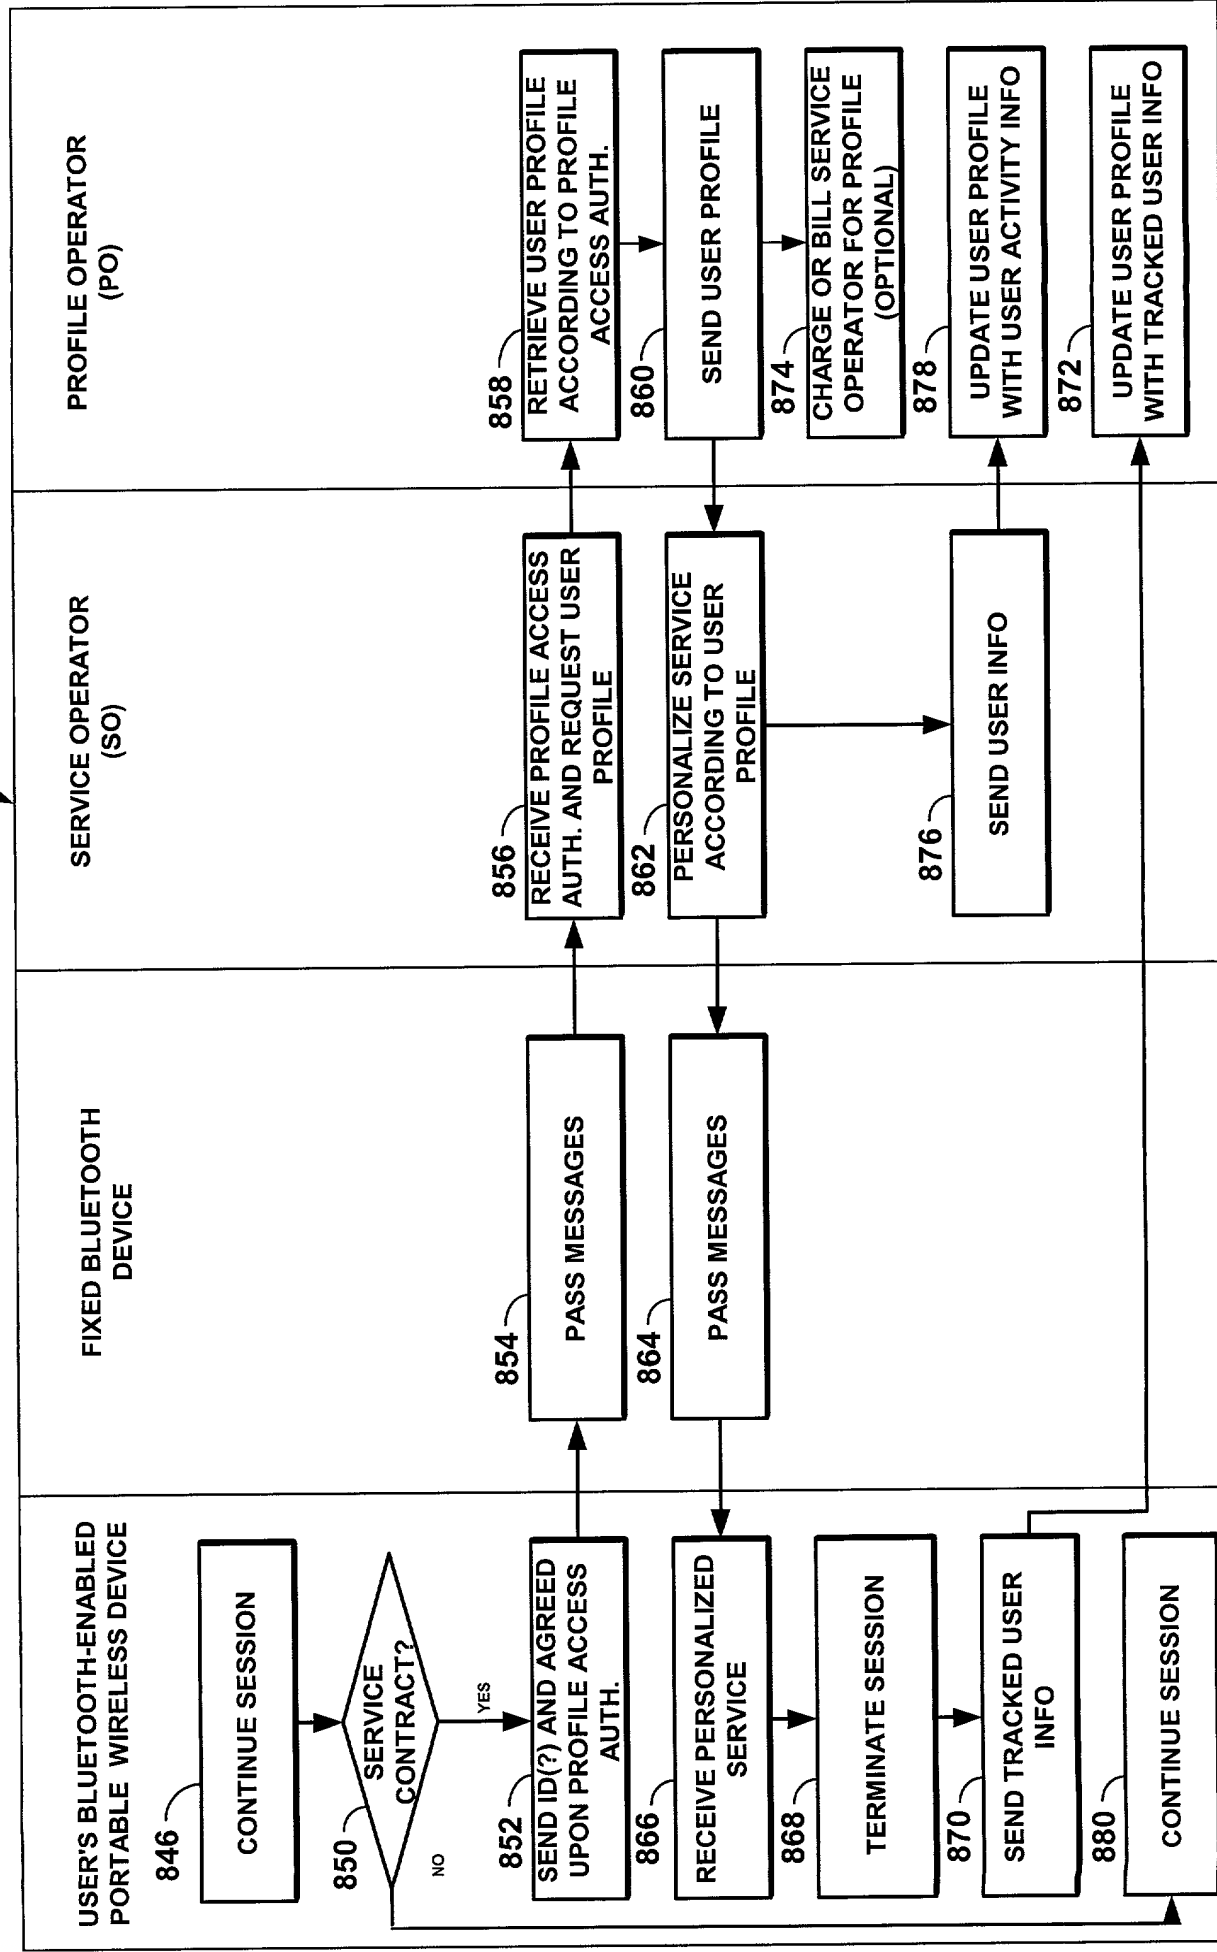 USER'S BLUETOOTH-ENABLED
PORTABLE WIRELESS DEVICE
FIXED BLUETOOTH
DEVICE
SERVICE OPERATOR
(SO)
PROFILE OPERATOR
(PO)
846
CONTINUE SESSION
850
SERVICE
CONTRACT?
NO
YES
852
SEND ID(?) AND AGREED
UPON PROFILE ACCESS
AUTH.
854
PASS MESSAGES
856
RECEIVE PROFILE ACCESS
AUTH. AND REQUEST USER
PROFILE
858
RETRIEVE USER PROFILE
ACCORDING TO PROFILE
ACCESS AUTH.
866
RECEIVE PERSONALIZED
SERVICE
864
PASS MESSAGES
862
PERSONALIZE SERVICE
ACCORDING TO USER
PROFILE
860
SEND USER PROFILE
868
TERMINATE SESSION
874
CHARGE OR BILL SERVICE
OPERATOR FOR PROFILE
(OPTIONAL)
870
SEND TRACKED USER
INFO
876
SEND USER INFO
878
UPDATE USER PROFILE
WITH USER ACTIVITY INFO
880
CONTINUE SESSION
872
UPDATE USER PROFILE
WITH TRACKED USER INFO